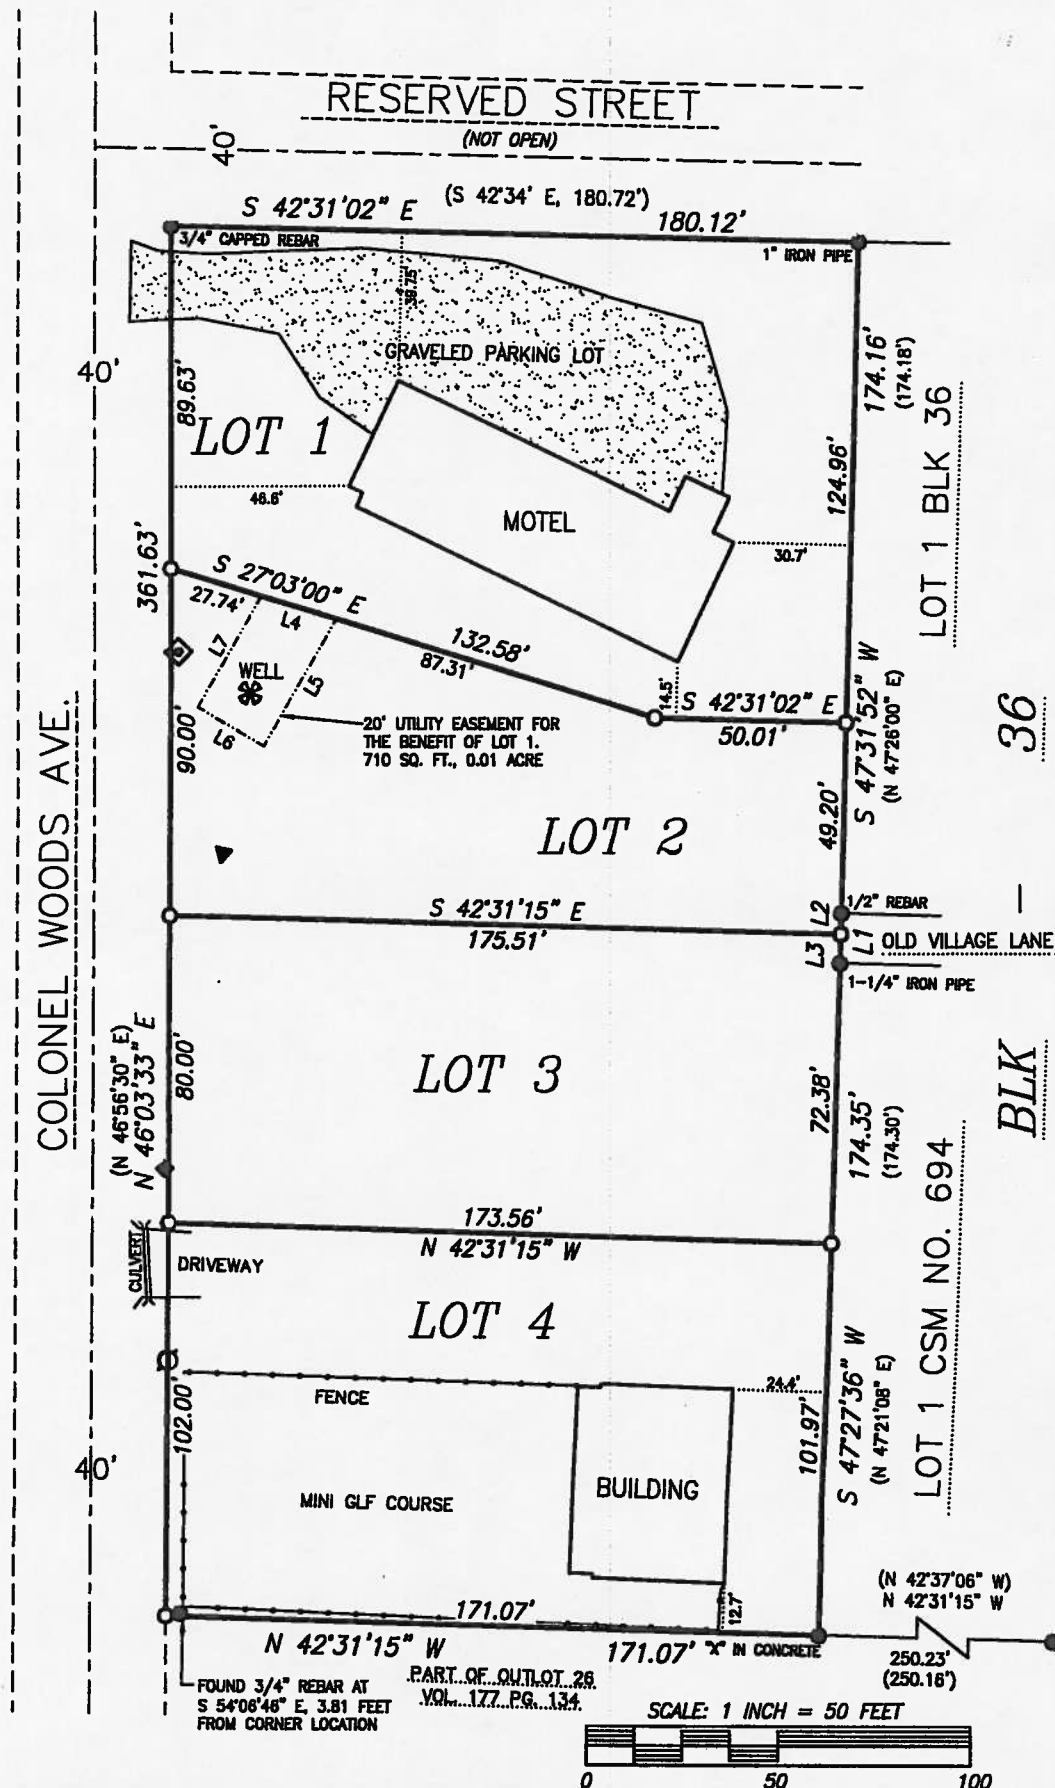 RESERVED STREET
(NOT OPEN)
40'
S 42°31'02" E
(S 42°34' E, 180.72')
180.12'
3/4" CAPPED REBAR
1" IRON PIPE
39.75'
GRAVELED PARKING LOT
40'
89.63'
LOT 1
174.16'
(174.18')
124.96'
LOT 1 BLK 36
46.6'
MOTEL
30.7'
361.63'
S 27°03'00" E
27.74'
L4
132.58'
87.31'
L7
WELL
L5
L6
14.5'
S 42°31'02" E
50.01'
S 47°31'52" W
(N 47°26'00" E)
20' UTILITY EASEMENT FOR
THE BENEFIT OF LOT 1.
710 SQ. FT., 0.01 ACRE
90.00'
COLONEL WOODS AVE.
LOT 2
49.20'
BLK — 36
S 42°31'15" E
175.51'
L2
1/2" REBAR
L3
L1
OLD VILLAGE LANE
1-1/4" IRON PIPE
(N 46°56'30" E)
N 46°03'33" E
80.00'
LOT 3
72.38'
174.35'
(174.30')
LOT 1 CSM NO. 694
173.56'
N 42°31'15" W
CULVERT
DRIVEWAY
LOT 4
FENCE
24.4'
102.00'
101.97'
S 47°27'36" W
(N 47°21'08" E)
40'
MINI GLF COURSE
BUILDING
12.7'
(N 42°37'06" W)
N 42°31'15" W
171.07'
N 42°31'15" W
171.07'
"X" IN CONCRETE
250.23'
(250.16')
FOUND 3/4" REBAR AT
S 54°06'46" E, 3.81 FEET
FROM CORNER LOCATION
PART OF OUTLOT 26
VOL. 177 PG. 134
SCALE: 1 INCH = 50 FEET
0 50 100